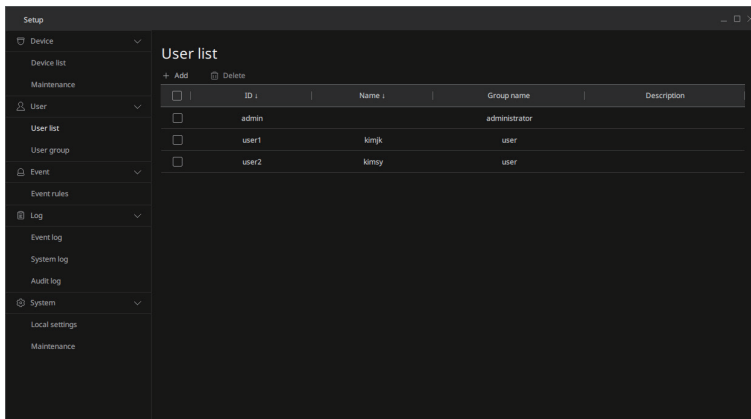 Setup
Device
Device list
Maintenance
User
User list
User group
Event
Event rules
Log
Event log
System log
Audit log
System
Local settings
Maintenance
User list
+ Add Delete
ID ↓ Name ↓ Group name Description
admin administrator
user1 kimjk user
user2 kimsy user